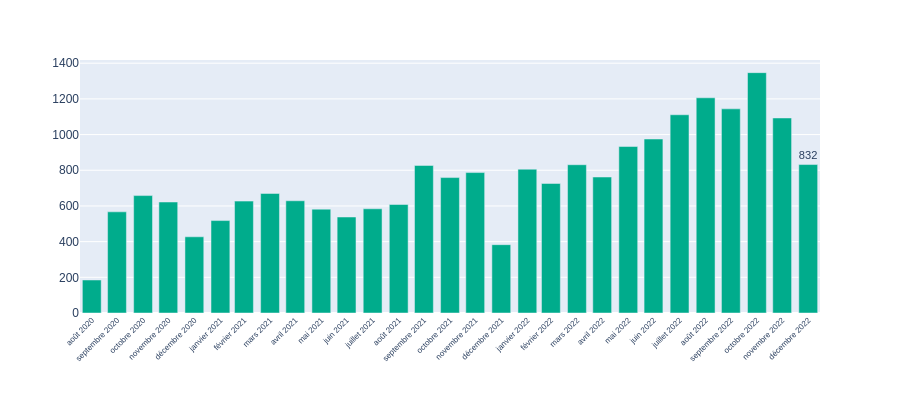 1400
1200
1000
800
600
400
200
0
832
août 2020
septembre 2020
octobre 2020
novembre 2020
décembre 2020
janvier 2021
février 2021
mars 2021
avril 2021
mai 2021
juin 2021
juillet 2021
août 2021
septembre 2021
octobre 2021
novembre 2021
décembre 2021
janvier 2022
février 2022
mars 2022
avril 2022
mai 2022
juin 2022
juillet 2022
août 2022
septembre 2022
octobre 2022
novembre 2022
décembre 2022